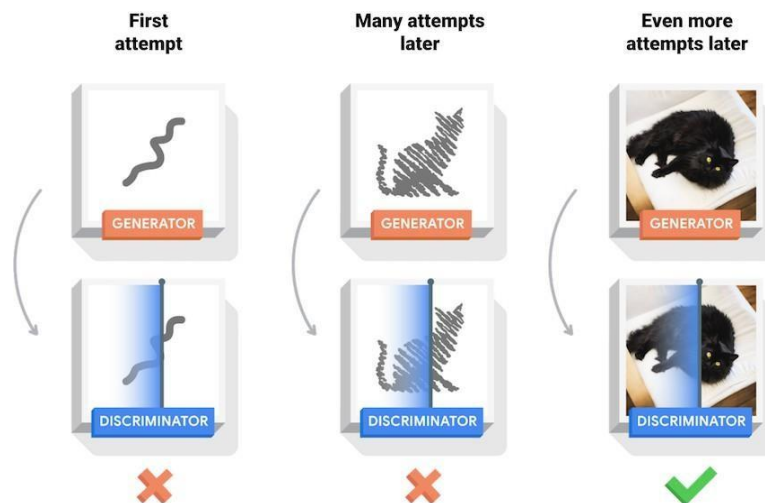 First
attempt
Many attempts
later
Even more
attempts later
GENERATOR
GENERATOR
GENERATOR
DISCRIMINATOR
DISCRIMINATOR
DISCRIMINATOR